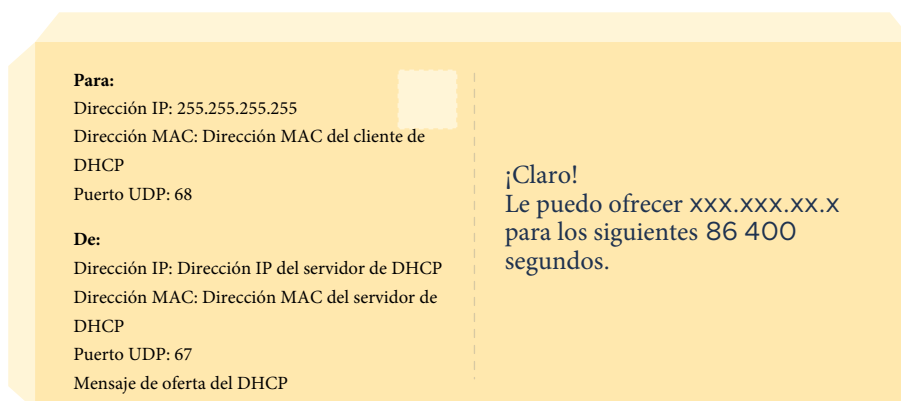 Para:
Dirección IP: 255.255.255.255
Dirección MAC: Dirección MAC del cliente de
DHCP
Puerto UDP: 68
De:
Dirección IP: Dirección IP del servidor de DHCP
Dirección MAC: Dirección MAC del servidor de
DHCP
Puerto UDP: 67
Mensaje de oferta del DHCP
¡Claro!
Le puedo ofrecer xxx.xxx.xx.x
para los siguientes 86 400
segundos.